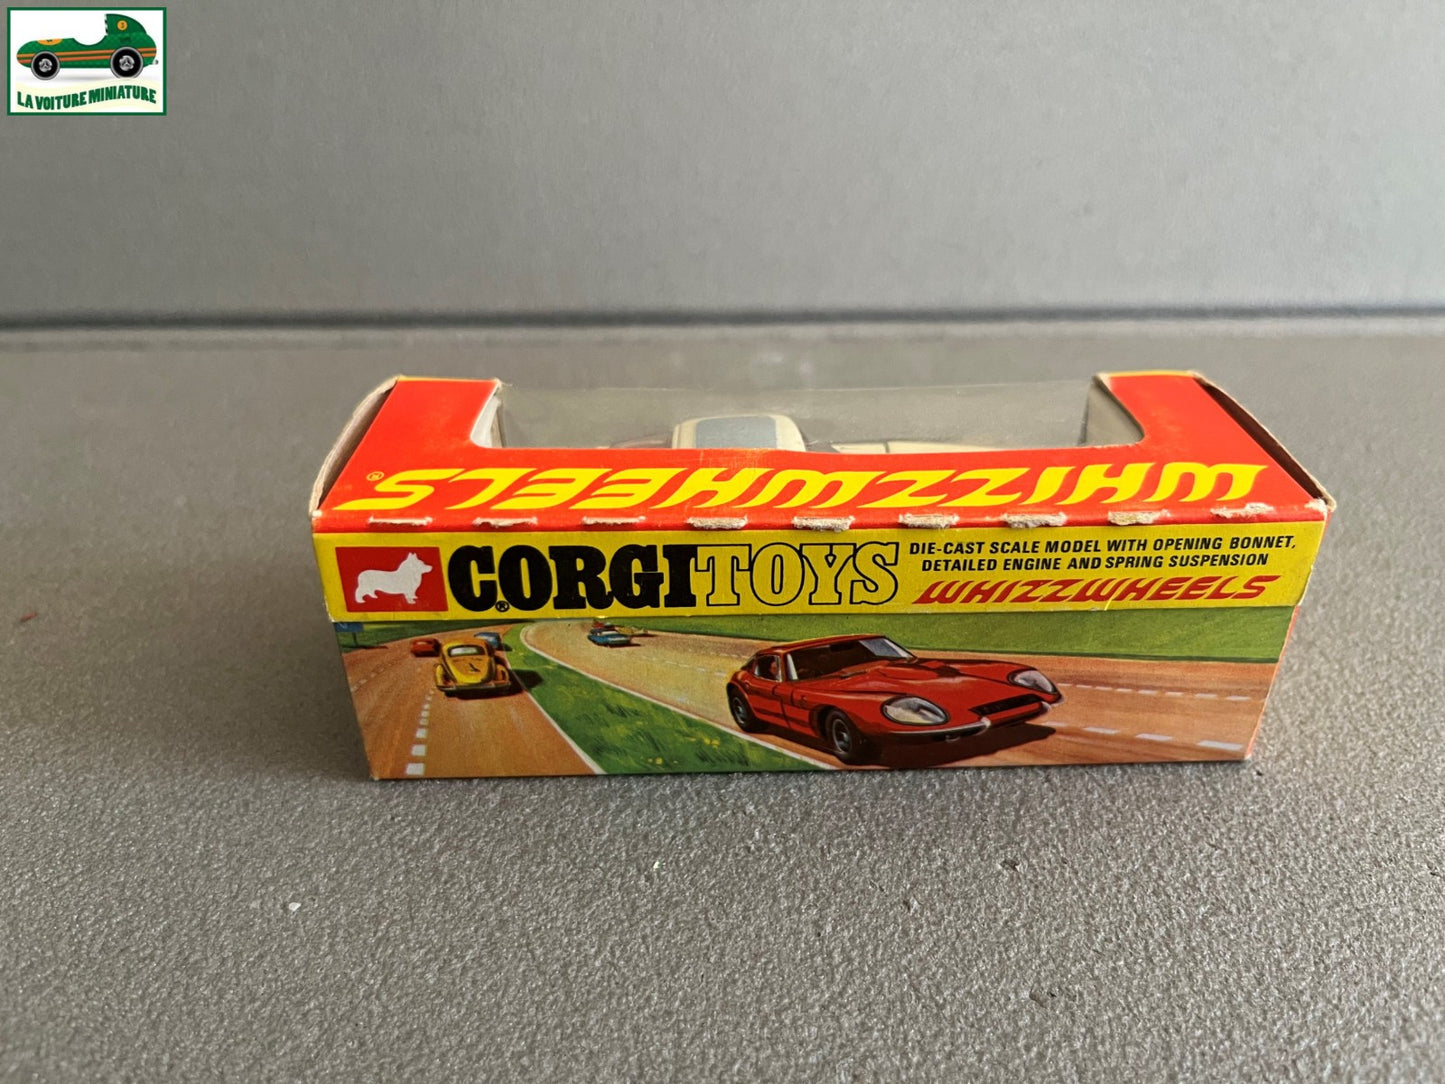 LA VOITURE MINIATURE
WHIZZWHEELS®
CORGI TOYS®
DIE-CAST SCALE MODEL WITH OPENING BONNET,
DETAILED ENGINE AND SPRING SUSPENSION
WHIZZWHEELS